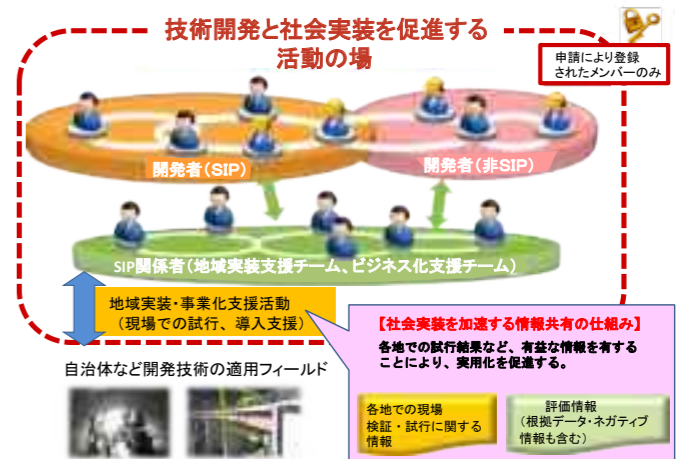 技術開発と社会実装を促進する
活動の場
申請により登録
されたメンバーのみ
開発者(SIP)
開発者(非SIP)
SIP関係者(地域実装支援チーム、ビジネス化支援チーム)
地域実装・事業化支援活動
(現場での試行、導入支援)
【社会実装を加速する情報共有の仕組み】
各地での試行結果など、有益な情報を有する
ことにより、実用化を促進する。
自治体など開発技術の適用フィールド
各地での現場
検証・試行に関する
情報
評価情報
(根拠データ・ネガティブ
情報も含む)